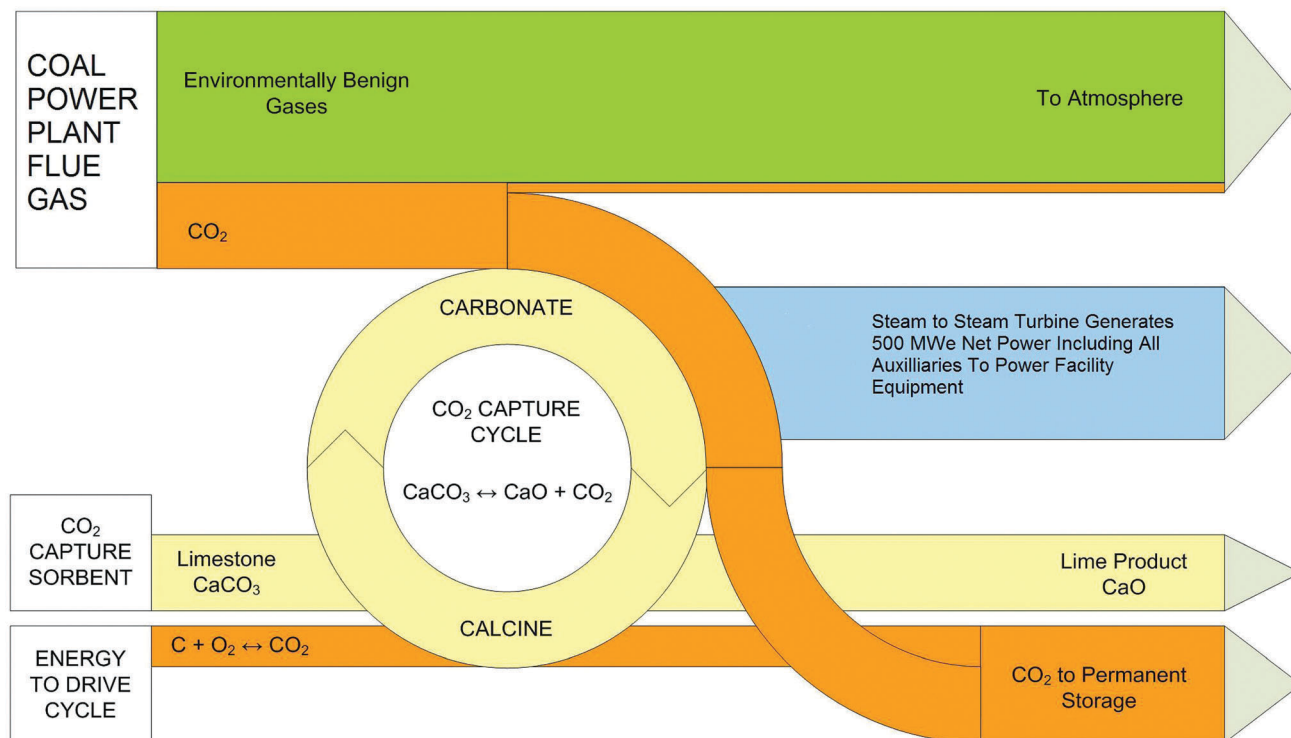 COAL
POWER
PLANT
FLUE
GAS
Environmentally Benign
Gases
To Atmosphere
CO₂
CARBONATE
Steam to Steam Turbine Generates
500 MWe Net Power Including All
Auxilliaries To Power Facility
Equipment
CO₂ CAPTURE
CYCLE
CaCO₃ ↔ CaO + CO₂
CO₂
CAPTURE
SORBENT
Limestone
CaCO₃
Lime Product
CaO
CALCINE
ENERGY
TO DRIVE
CYCLE
C + O₂ ↔ CO₂
CO₂ to Permanent
Storage